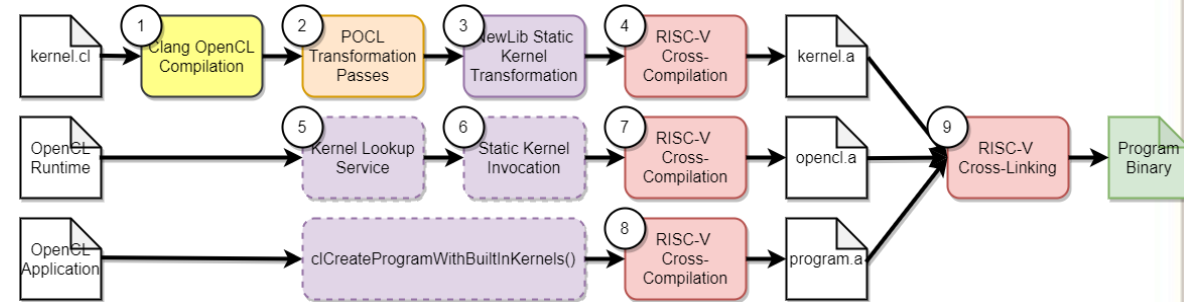 1
2
3
4
kernel.cl
Clang OpenCL
Compilation
POCL
Transformation
Passes
NewLib Static
Kernel
Transformation
RISC-V
Cross-
Compilation
kernel.a
5
6
7
9
OpenCL
Runtime
Kernel Lookup
Service
Static Kernel
Invocation
RISC-V
Cross-
Compilation
opencl.a
RISC-V
Cross-Linking
Program
Binary
8
OpenCL
Application
clCreateProgramWithBuiltInKernels()
RISC-V
Cross-
Compilation
program.a